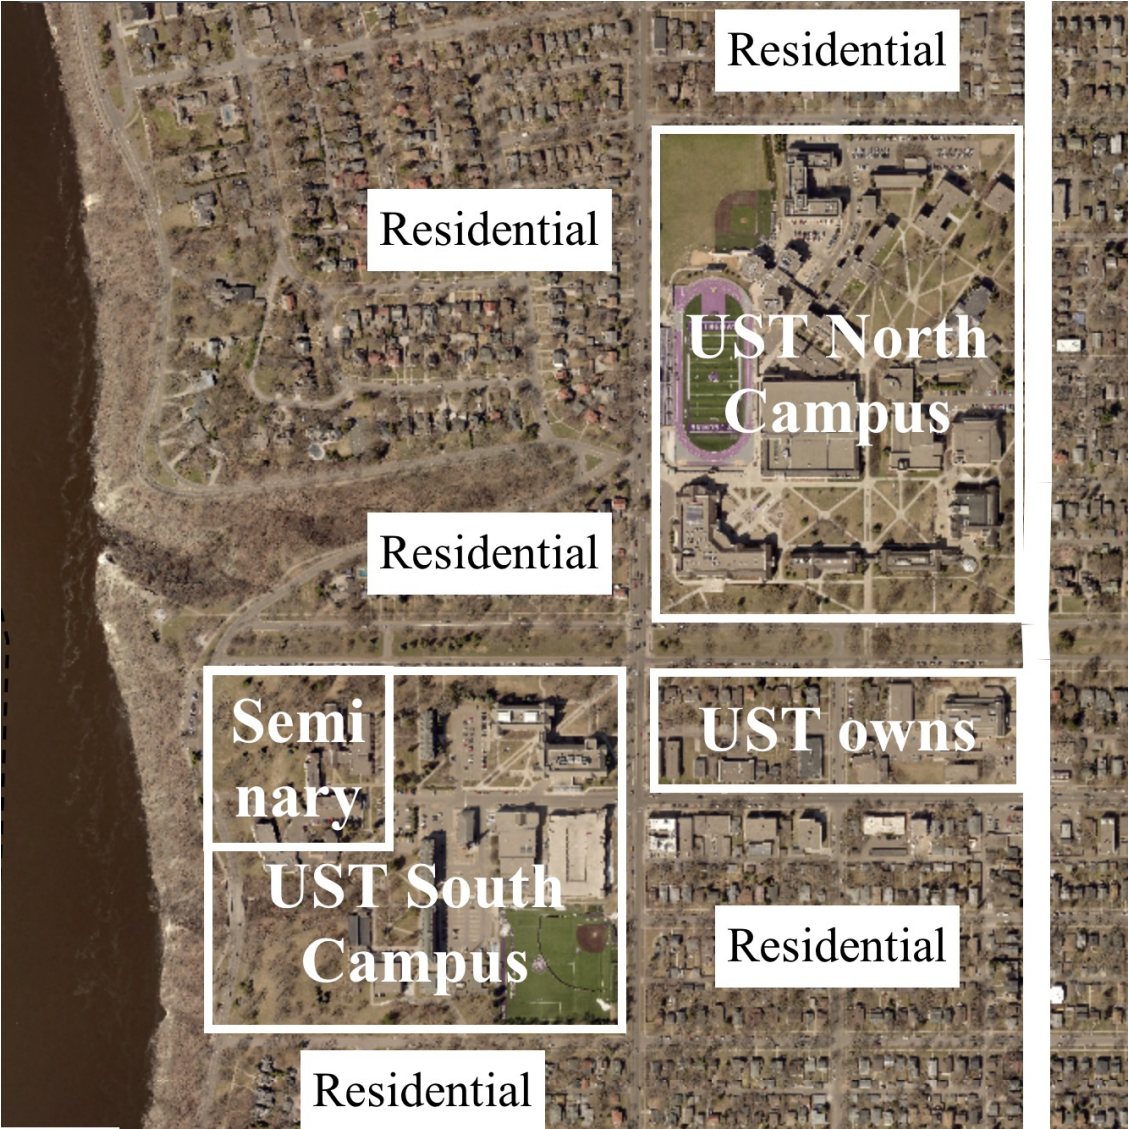 Residential
Residential
UST North
Campus
Residential
Semi
nary
UST owns
UST South
Campus
Residential
Residential